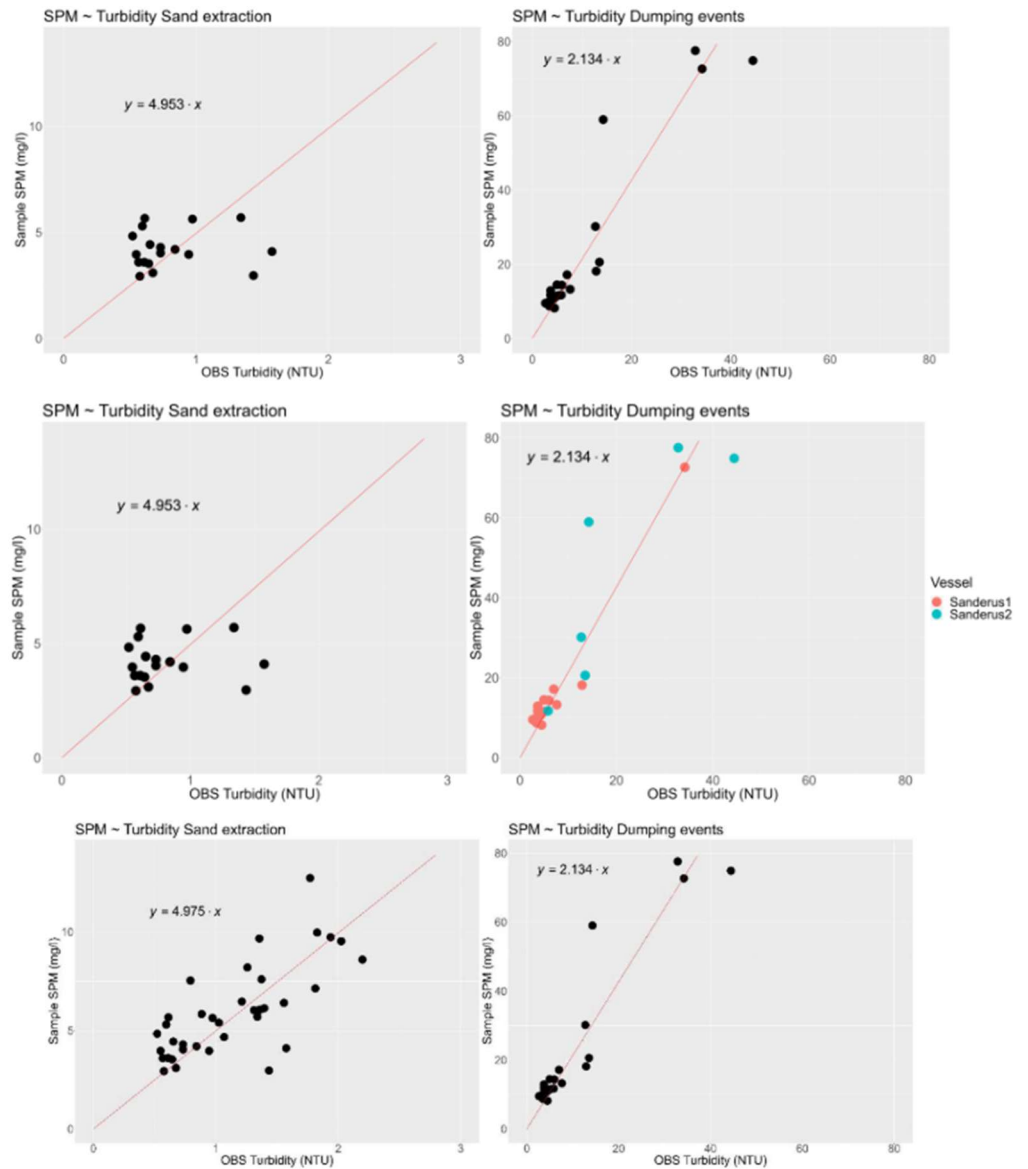 SPM ~ Turbidity Sand extraction
y = 4.953 · x
10
5
0
Sample SPM (mg/l)
0 1 2 3
OBS Turbidity (NTU)
SPM ~ Turbidity Dumping events
y = 2.134 · x
80
60
40
20
0
Sample SPM (mg/l)
0 20 40 60 80
OBS Turbidity (NTU)
SPM ~ Turbidity Sand extraction
y = 4.953 · x
10
5
0
Sample SPM (mg/l)
0 1 2 3
OBS Turbidity (NTU)
SPM ~ Turbidity Dumping events
y = 2.134 · x
80
60
40
20
0
Sample SPM (mg/l)
0 20 40 60 80
OBS Turbidity (NTU)
Vessel
Sanderus1
Sanderus2
SPM ~ Turbidity Sand extraction
y = 4.975 · x
10
5
0
Sample SPM (mg/l)
0 1 2 3
OBS Turbidity (NTU)
SPM ~ Turbidity Dumping events
y = 2.134 · x
80
60
40
20
0
Sample SPM (mg/l)
0 20 40 60 80
OBS Turbidity (NTU)